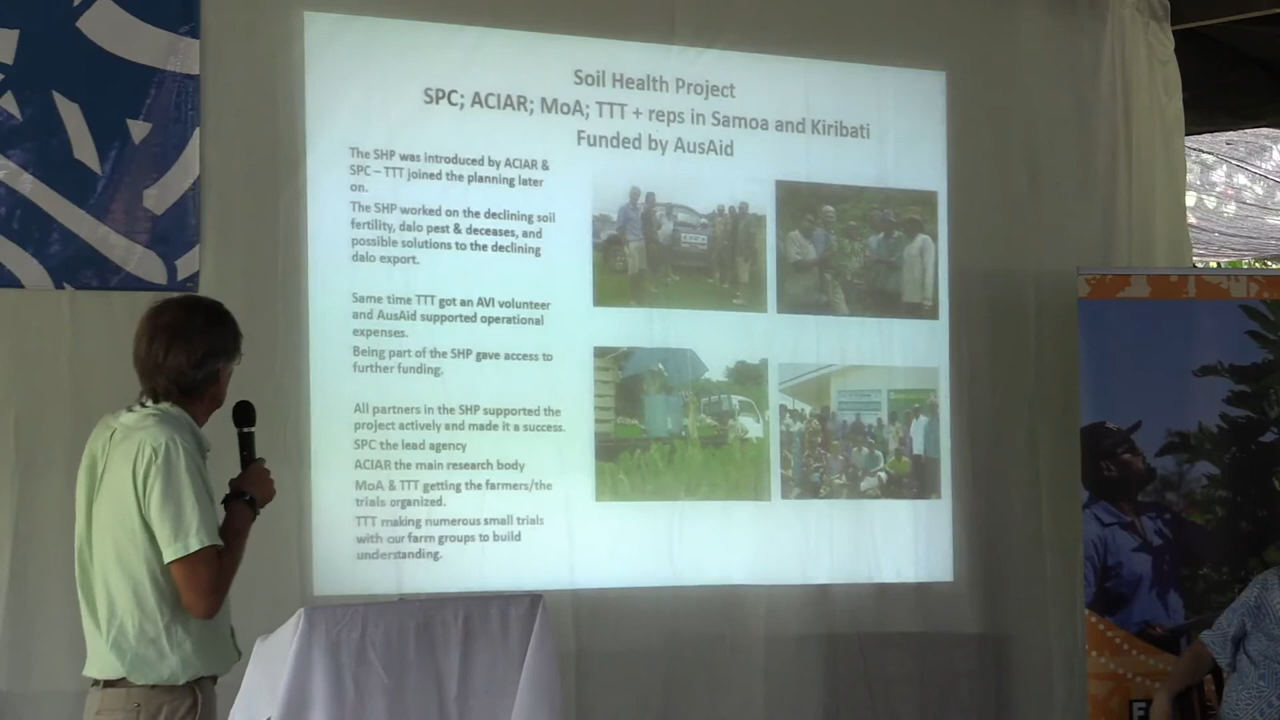 Soil Health Project
SPC; ACIAR; MoA; TTT + reps in Samoa and Kiribati
Funded by AusAid
The SHP was introduced by ACIAR &
SPC – TTT joined the planning later
on.
The SHP worked on the declining soil
fertility, dalo pest & deceases, and
possible solutions to the declining
dalo export.
Same time TTT got an AVI volunteer
and AusAid supported operational
expenses.
Being part of the SHP gave access to
further funding.
All partners in the SHP supported the
project actively and made it a success.
SPC the lead agency
ACIAR the main research body
MoA & TTT getting the farmers/the
trials organized.
TTT making numerous small trials
with our farm groups to build
understanding.